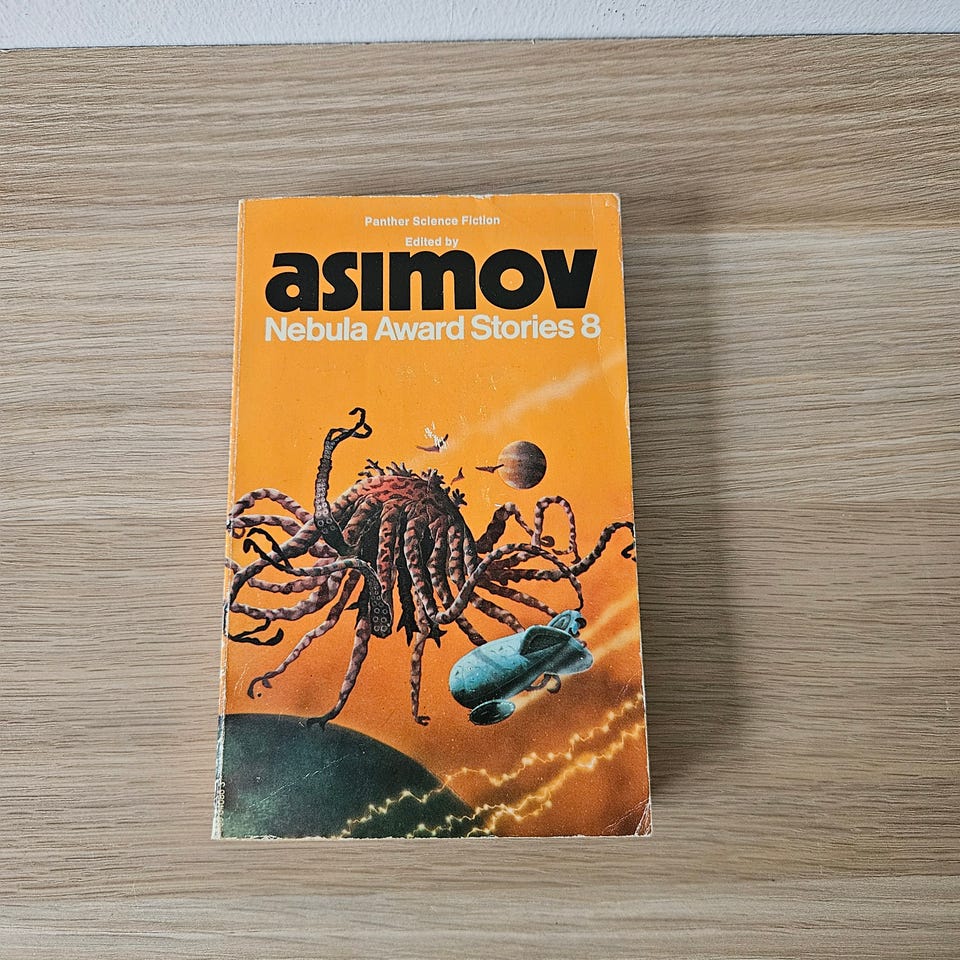 Panther Science Fiction
Edited by
asimov
Nebula Award Stories 8